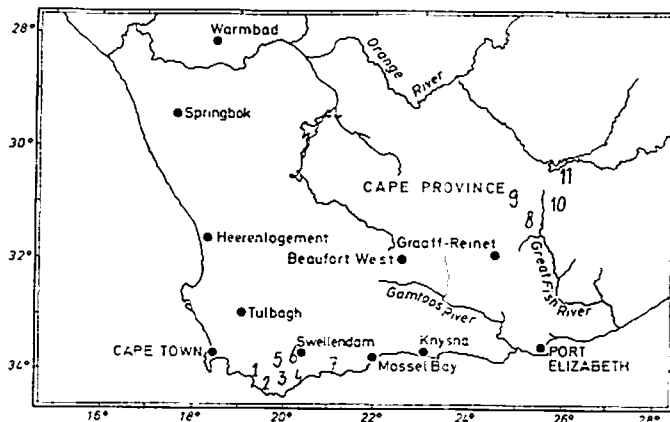 28°
30°
32°
34°
Warmbad
Orange
River
Springbok
CAPE PROVINCE
9
8
10
11
Heerenlogement
Graaff-Reinet
Beaufort West
Great Fish
River
Gamtoos River
Tulbagh
CAPE TOWN
Swellendam
Knysna
Mossel Bay
PORT
ELIZABETH
1
2
3
4
5
6
7
16°
18°
20°
22°
24°
26°
28°